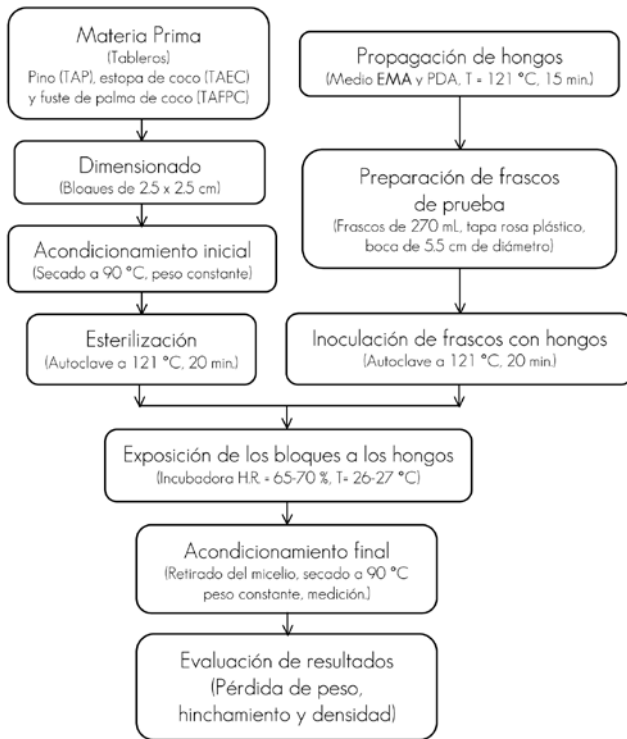 Materia Prima
(Tableros)
Pino (TAP), estopa de coco (TAEC)
y fuste de palma de coco (TAFPC)
Dimensionado
(Bloques de 2.5 x 2.5 cm)
Acondicionamiento inicial
(Secado a 90 °C, peso constante)
Esterilización
(Autoclave a 121 °C, 20 min.)
Propagación de hongos
(Medio EMA y PDA, T = 121 °C, 15 min.)
Preparación de frascos
de prueba
(Frascos de 270 mL, tapa rosa plástico,
boca de 5.5 cm de diámetro)
Inoculación de frascos con hongos
(Autoclave a 121 °C, 20 min.)
Exposición de los bloques a los hongos
(Incubadora H.R. = 65-70 %, T= 26-27 °C)
Acondicionamiento final
(Retirado del micelio, secado a 90 °C
peso constante, medición.)
Evaluación de resultados
(Pérdida de peso,
hinchamiento y densidad)